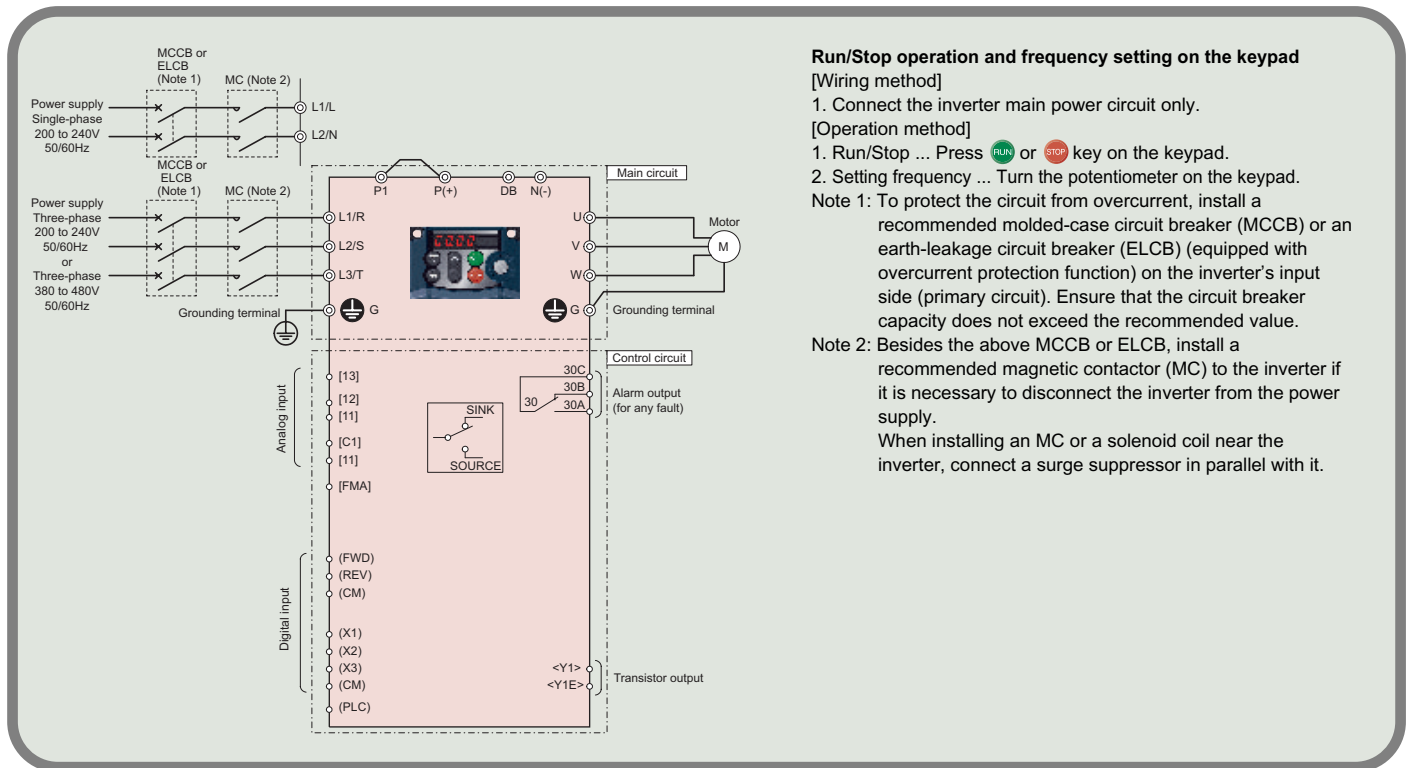 MCCB or
ELCB
(Note 1)
MC (Note 2)
Power supply
Single-phase
200 to 240V
50/60Hz
L1/L
L2/N
MCCB or
ELCB
(Note 1)
MC (Note 2)
Power supply
Three-phase
200 to 240V
50/60Hz
or
Three-phase
380 to 480V
50/60Hz
Grounding terminal
Main circuit
P1
P(+)
DB
N(-)
L1/R
L2/S
L3/T
G
U
V
W
G
Motor
M
Grounding terminal
Control circuit
Analog input
[13]
[12]
[11]
[C1]
[11]
[FMA]
SINK
SOURCE
30C
30B
30
30A
Alarm output
(for any fault)
Digital input
(FWD)
(REV)
(CM)
(X1)
(X2)
(X3)
(CM)
(PLC)
<Y1>
<Y1E>
Transistor output
Run/Stop operation and frequency setting on the keypad
[Wiring method]
1. Connect the inverter main power circuit only.
[Operation method]
1. Run/Stop ... Press RUN or STOP key on the keypad.
2. Setting frequency ... Turn the potentiometer on the keypad.
Note 1: To protect the circuit from overcurrent, install a
recommended molded-case circuit breaker (MCCB) or an
earth-leakage circuit breaker (ELCB) (equipped with
overcurrent protection function) on the inverter's input
side (primary circuit). Ensure that the circuit breaker
capacity does not exceed the recommended value.
Note 2: Besides the above MCCB or ELCB, install a
recommended magnetic contactor (MC) to the inverter if
it is necessary to disconnect the inverter from the power
supply.
When installing an MC or a solenoid coil near the
inverter, connect a surge suppressor in parallel with it.